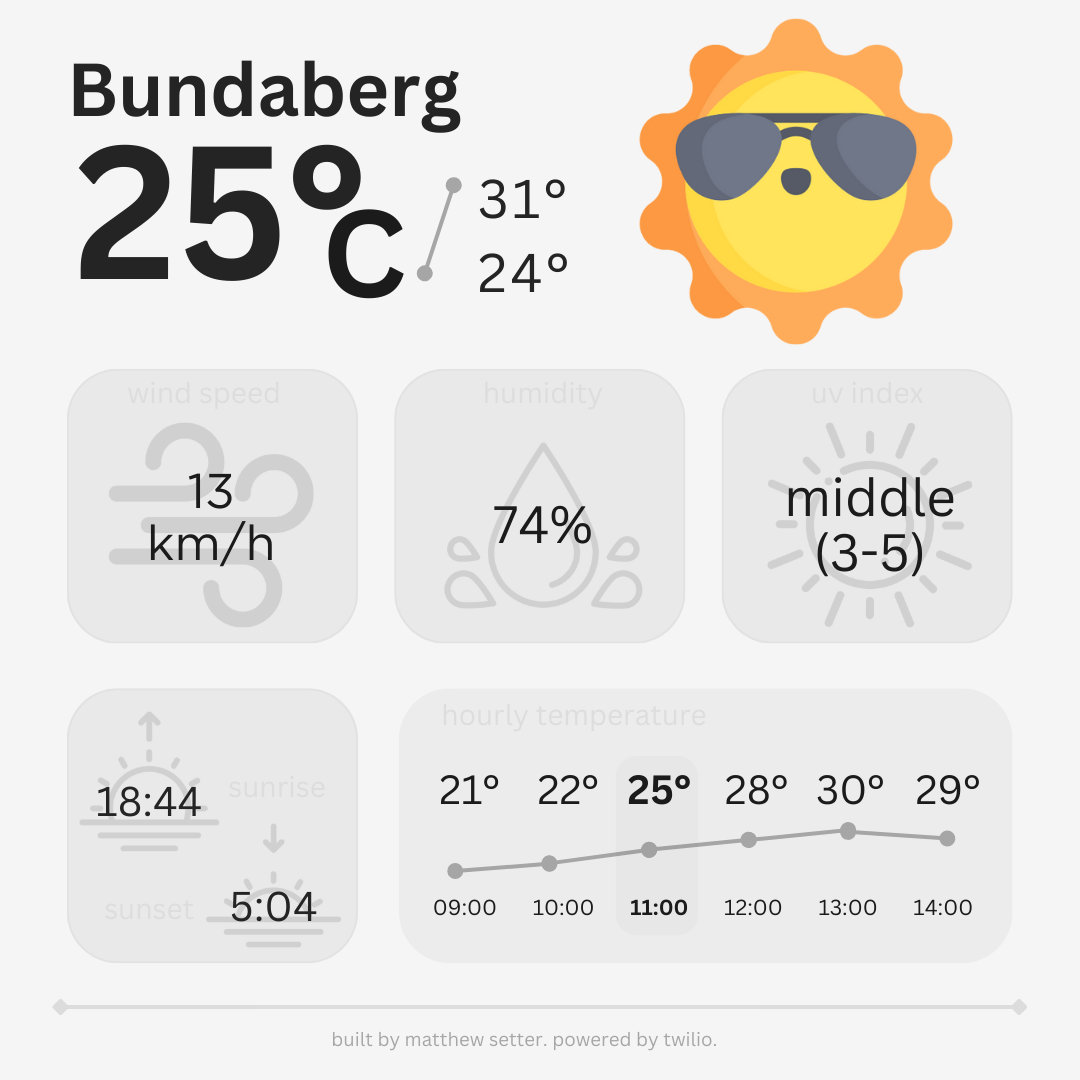 Bundaberg
25°C
31°
24°
wind speed
13
km/h
humidity
74%
uv index
middle
(3-5)
18:44
sunrise
sunset
5:04
hourly temperature
21° 22° 25° 28° 30° 29°
09:00 10:00 11:00 12:00 13:00 14:00
built by matthew setter. powered by twilio.